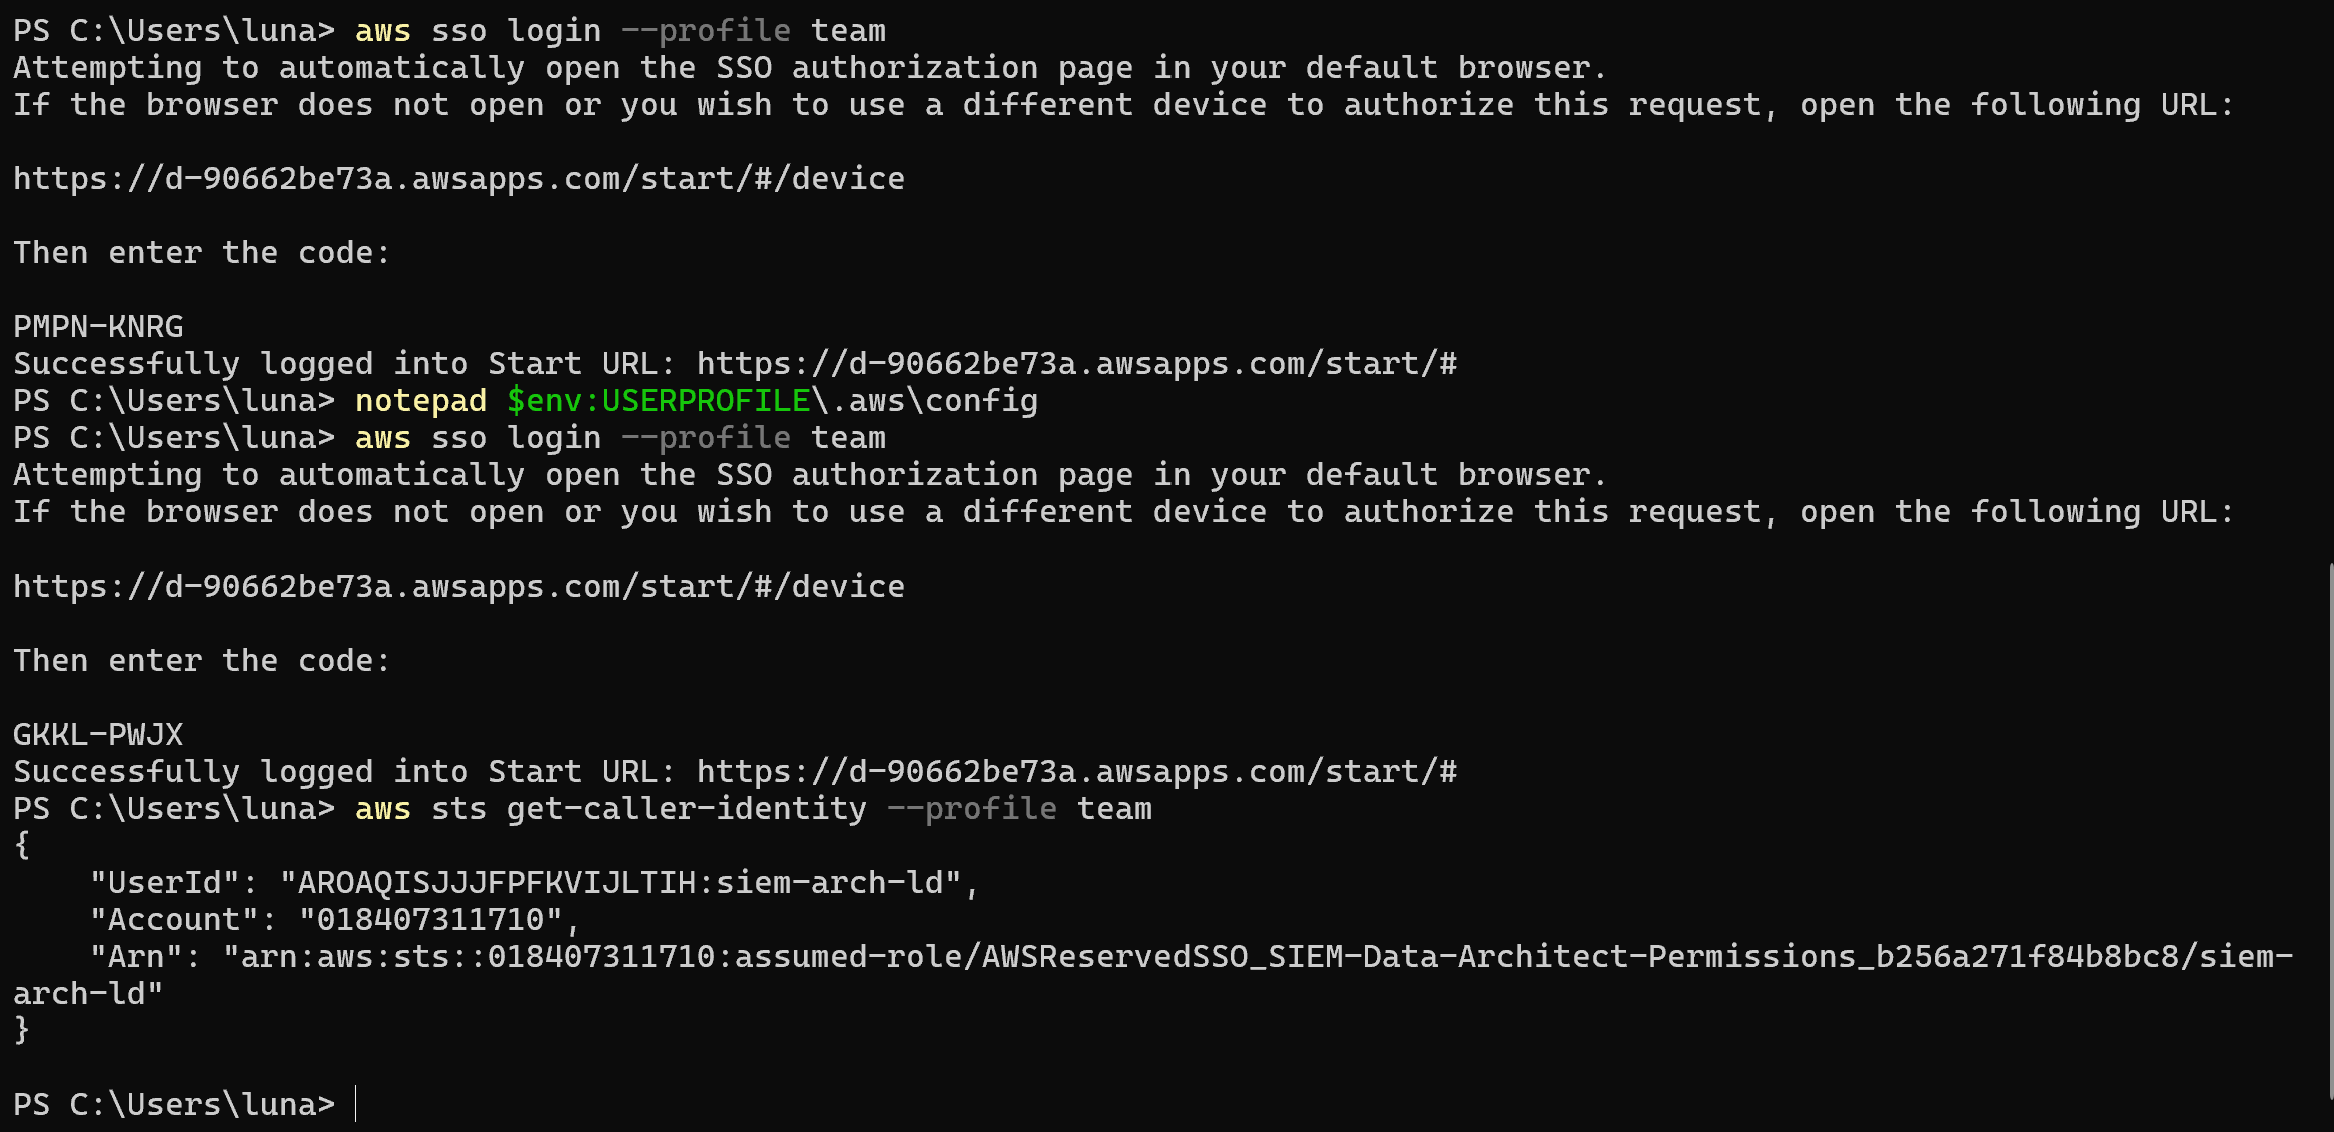 PS C:\Users\luna> aws sso login --profile team
Attempting to automatically open the SSO authorization page in your default browser.
If the browser does not open or you wish to use a different device to authorize this request, open the following URL:
https://d-90662be73a.awsapps.com/start/#/device
Then enter the code:
PMPN-KNRG
Successfully logged into Start URL: https://d-90662be73a.awsapps.com/start/#
PS C:\Users\luna> notepad $env:USERPROFILE\.aws\config
PS C:\Users\luna> aws sso login --profile team
Attempting to automatically open the SSO authorization page in your default browser.
If the browser does not open or you wish to use a different device to authorize this request, open the following URL:
https://d-90662be73a.awsapps.com/start/#/device
Then enter the code:
GKKL-PWJX
Successfully logged into Start URL: https://d-90662be73a.awsapps.com/start/#
PS C:\Users\luna> aws sts get-caller-identity --profile team
{
    "UserId": "AROAQISJJJFPFKVIJLTIH:siem-arch-ld",
    "Account": "018407311710",
    "Arn": "arn:aws:sts::018407311710:assumed-role/AWSReservedSSO_SIEM-Data-Architect-Permissions_b256a271f84b8bc8/siem-
arch-ld"
}
PS C:\Users\luna>